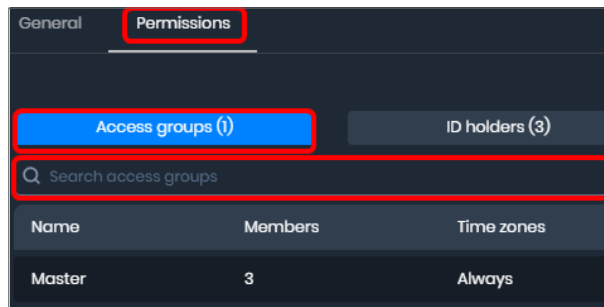 General Permissions
Access groups (1) ID holders (3)
Search access groups
Name Members Time zones
Master 3 Always